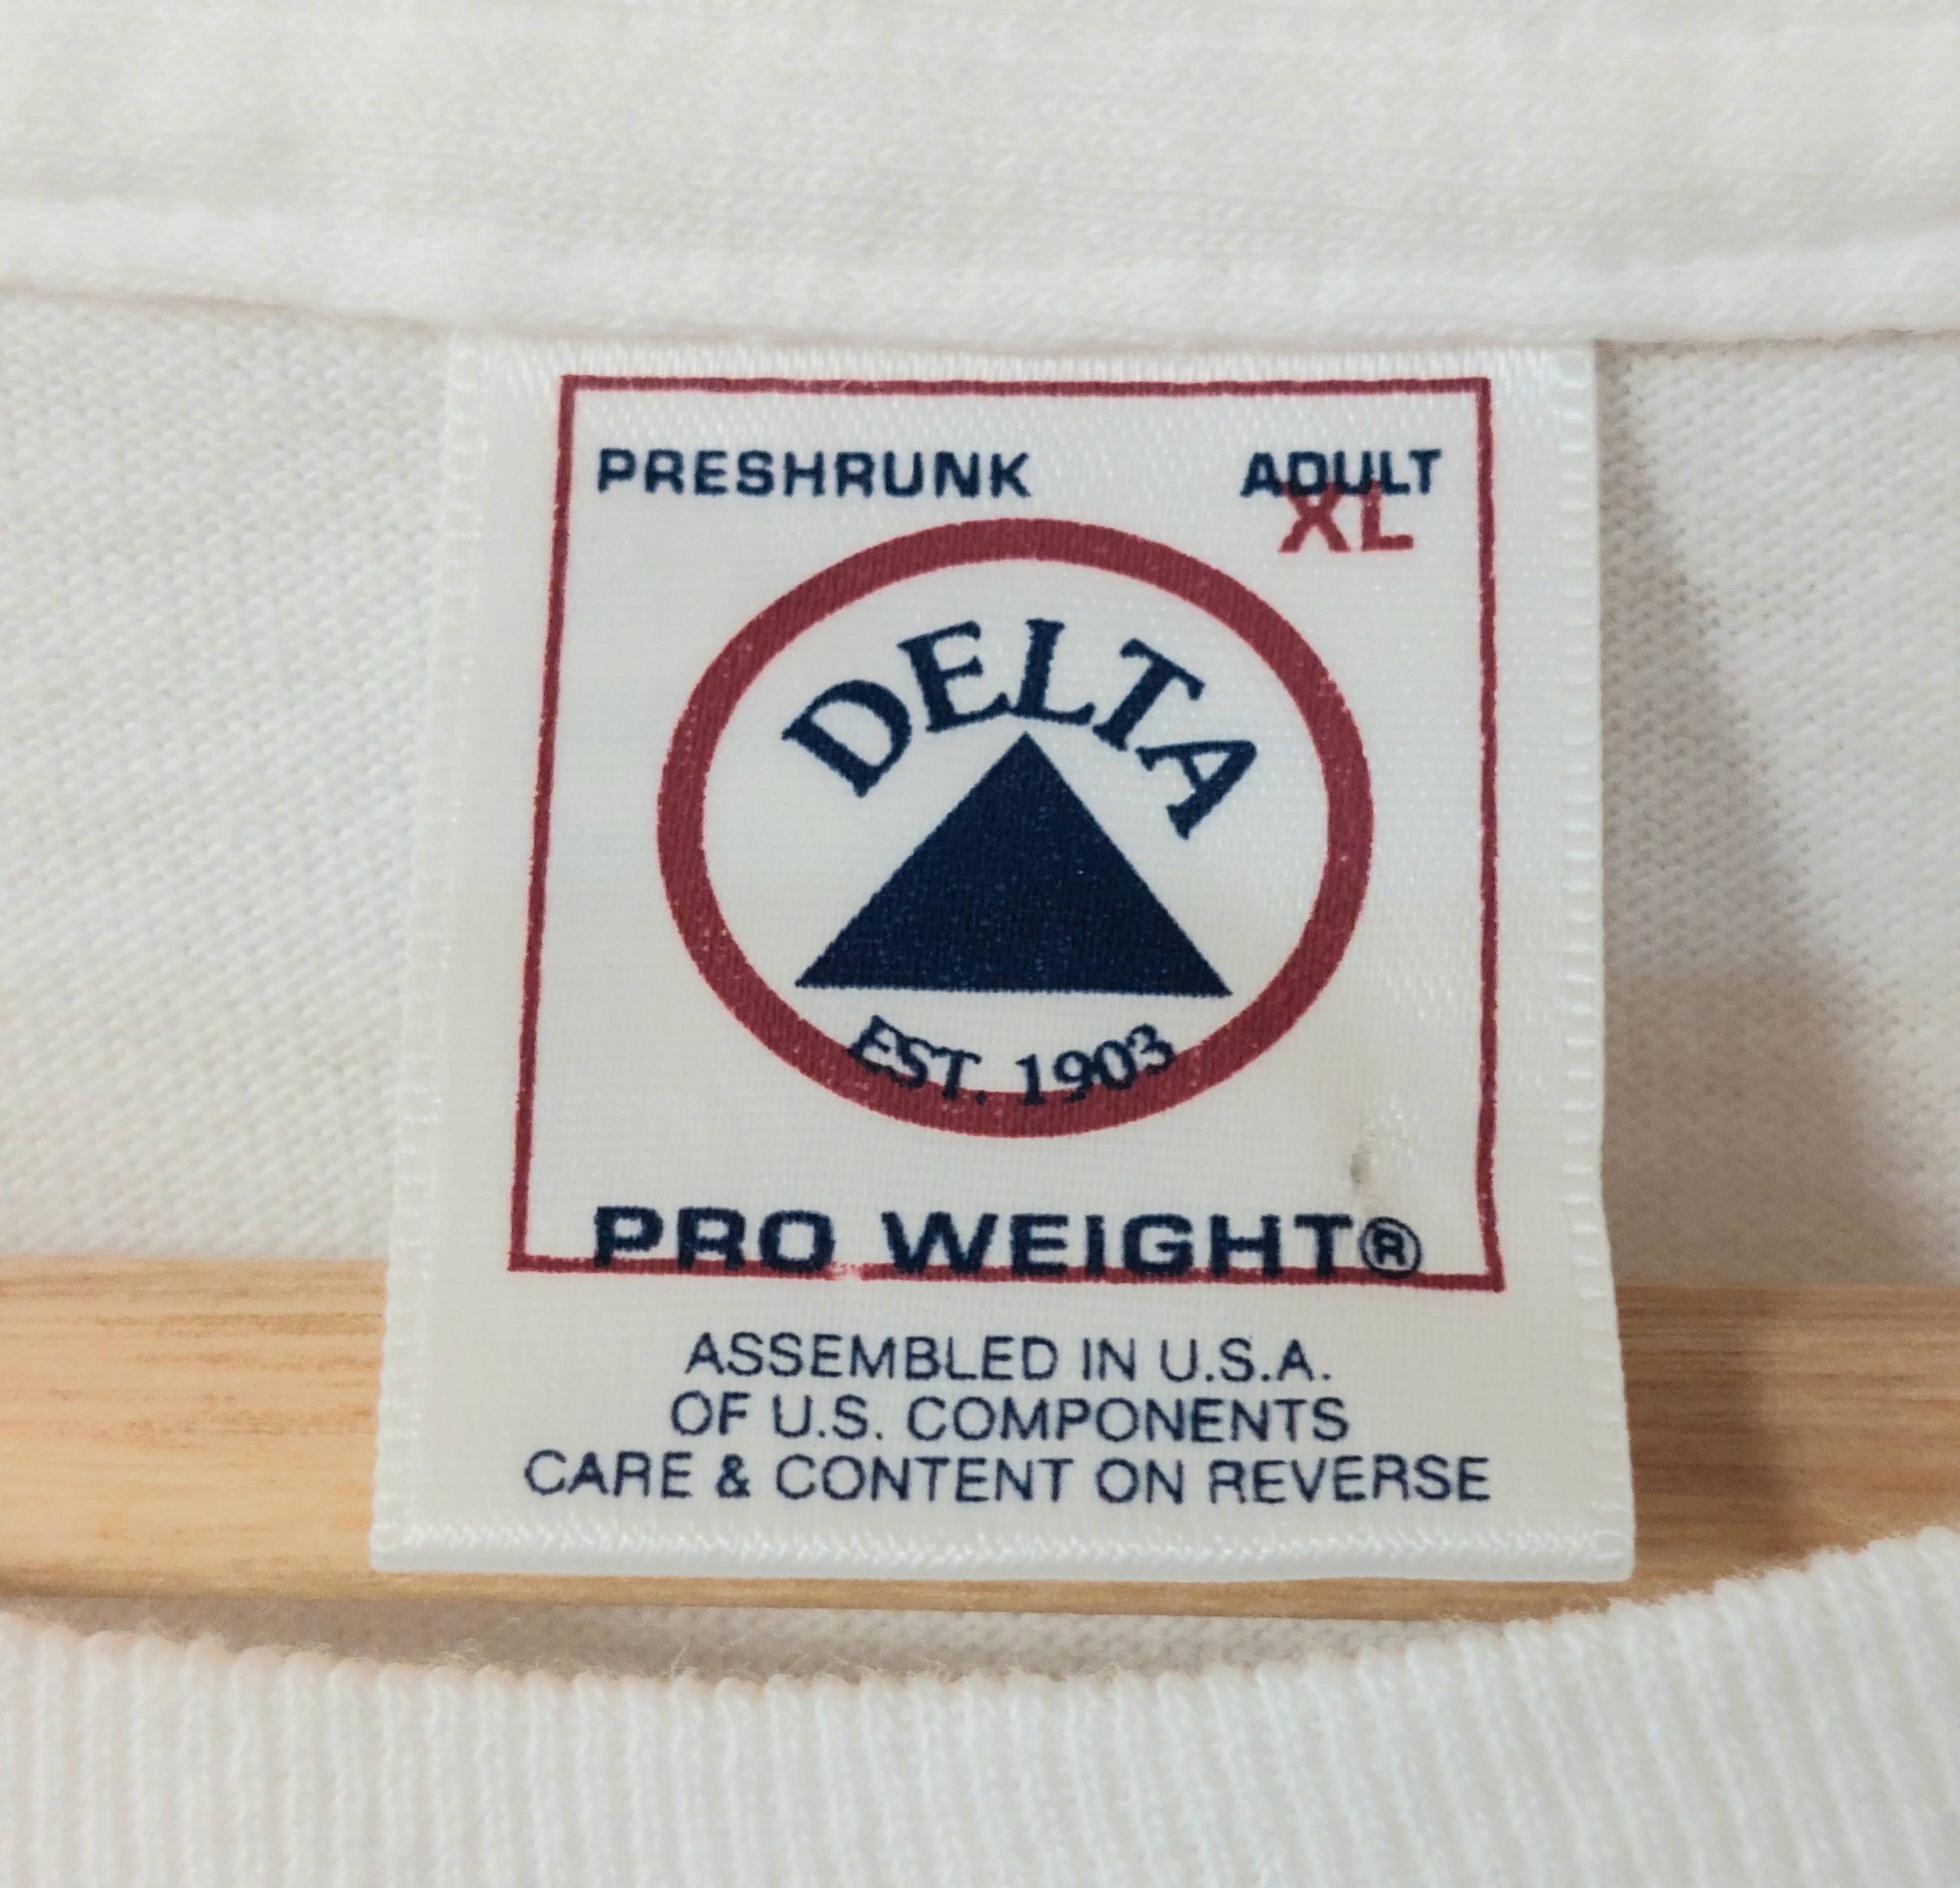 PRESHRUNK ADULT
XL
DELTA
EST. 1903
PRO WEIGHT®
ASSEMBLED IN U.S.A.
OF U.S. COMPONENTS
CARE & CONTENT ON REVERSE